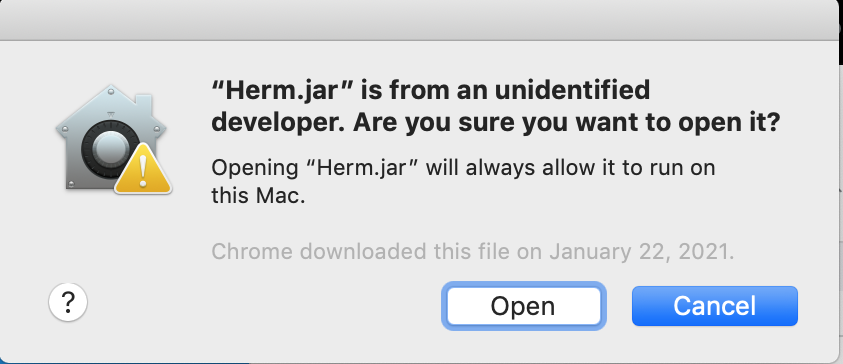 “Herm.jar” is from an unidentified
developer. Are you sure you want to open it?
Opening “Herm.jar” will always allow it to run on
this Mac.
Chrome downloaded this file on January 22, 2021.
?
Open
Cancel